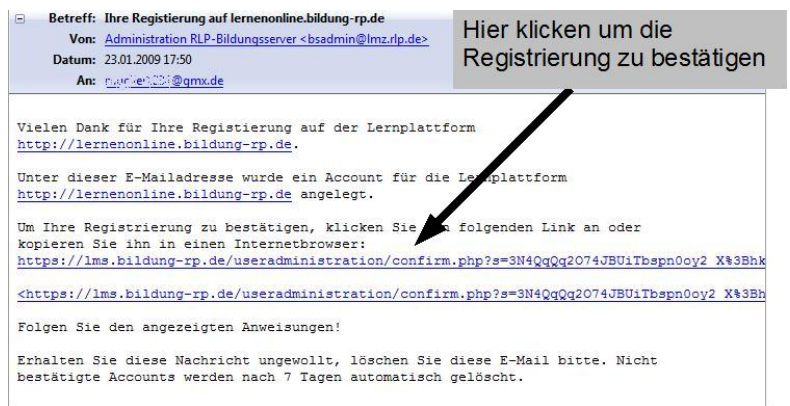 Betreff: Ihre Registierung auf lernenonline.bildung-rp.de
Von: Administration RLP-Bildungsserver <bsadmin@lmz.rlp.de>
Datum: 23.01.2009 17:50
An: @gmx.de
Hier klicken um die
Registrierung zu bestätigen
Vielen Dank für Ihre Registierung auf der Lernplattform
http://lernenonline.bildung-rp.de.
Unter dieser E-Mailadresse wurde ein Account für die Lernplattform
http://lernenonline.bildung-rp.de angelegt.
Um Ihre Registrierung zu bestätigen, klicken Sie folgenden Link an oder
kopieren Sie ihn in einen Internetbrowser:
https://lms.bildung-rp.de/useradministration/confirm.php?s=3N4QqQq2O74JBUiTbspn0oy2 X%3Bhk
<https://lms.bildung-rp.de/useradministration/confirm.php?s=3N4QqQq2O74JBUiTbspn0oy2 X%3Bh
Folgen Sie den angezeigten Anweisungen!
Erhalten Sie diese Nachricht ungewollt, löschen Sie diese E-Mail bitte. Nicht
bestätigte Accounts werden nach 7 Tagen automatisch gelöscht.